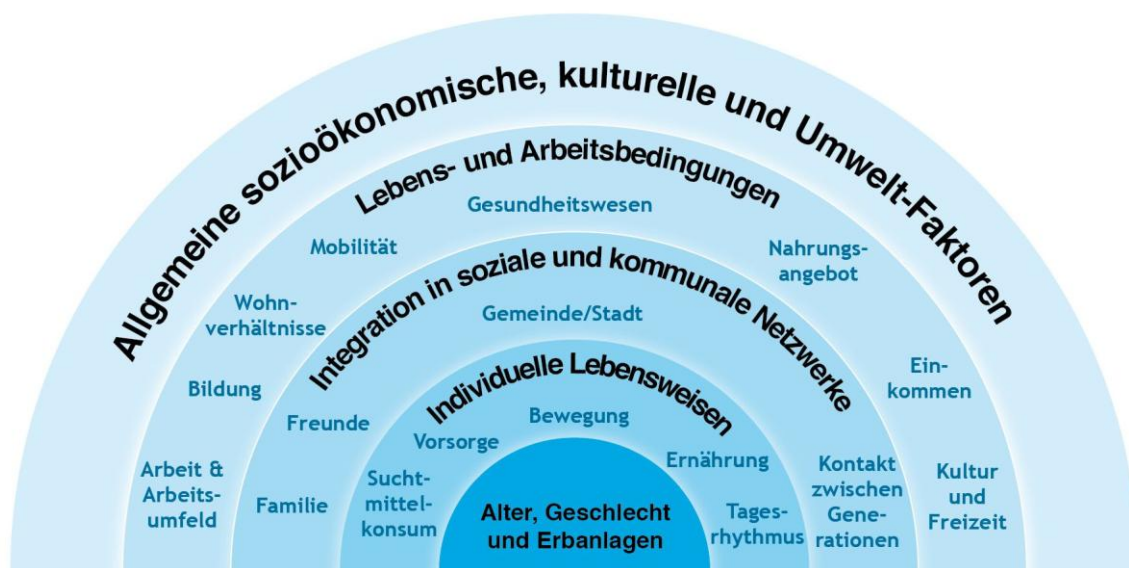 Allgemeine sozioökonomische, kulturelle und Umwelt-Faktoren
Lebens- und Arbeitsbedingungen
Gesundheitswesen
Mobilität
Nahrungs-
angebot
Wohn-
verhältnisse
Bildung
Ein-
kommen
Arbeit &
Arbeits-
umfeld
Kultur
und
Freizeit
Integration in soziale und kommunale Netzwerke
Gemeinde/Stadt
Freunde
Familie
Kontakt
zwischen
Gene-
rationen
Individuelle Lebensweisen
Bewegung
Vorsorge
Ernährung
Sucht-
mittel-
konsum
Tages-
rhythmus
Alter, Geschlecht
und Erbanlagen